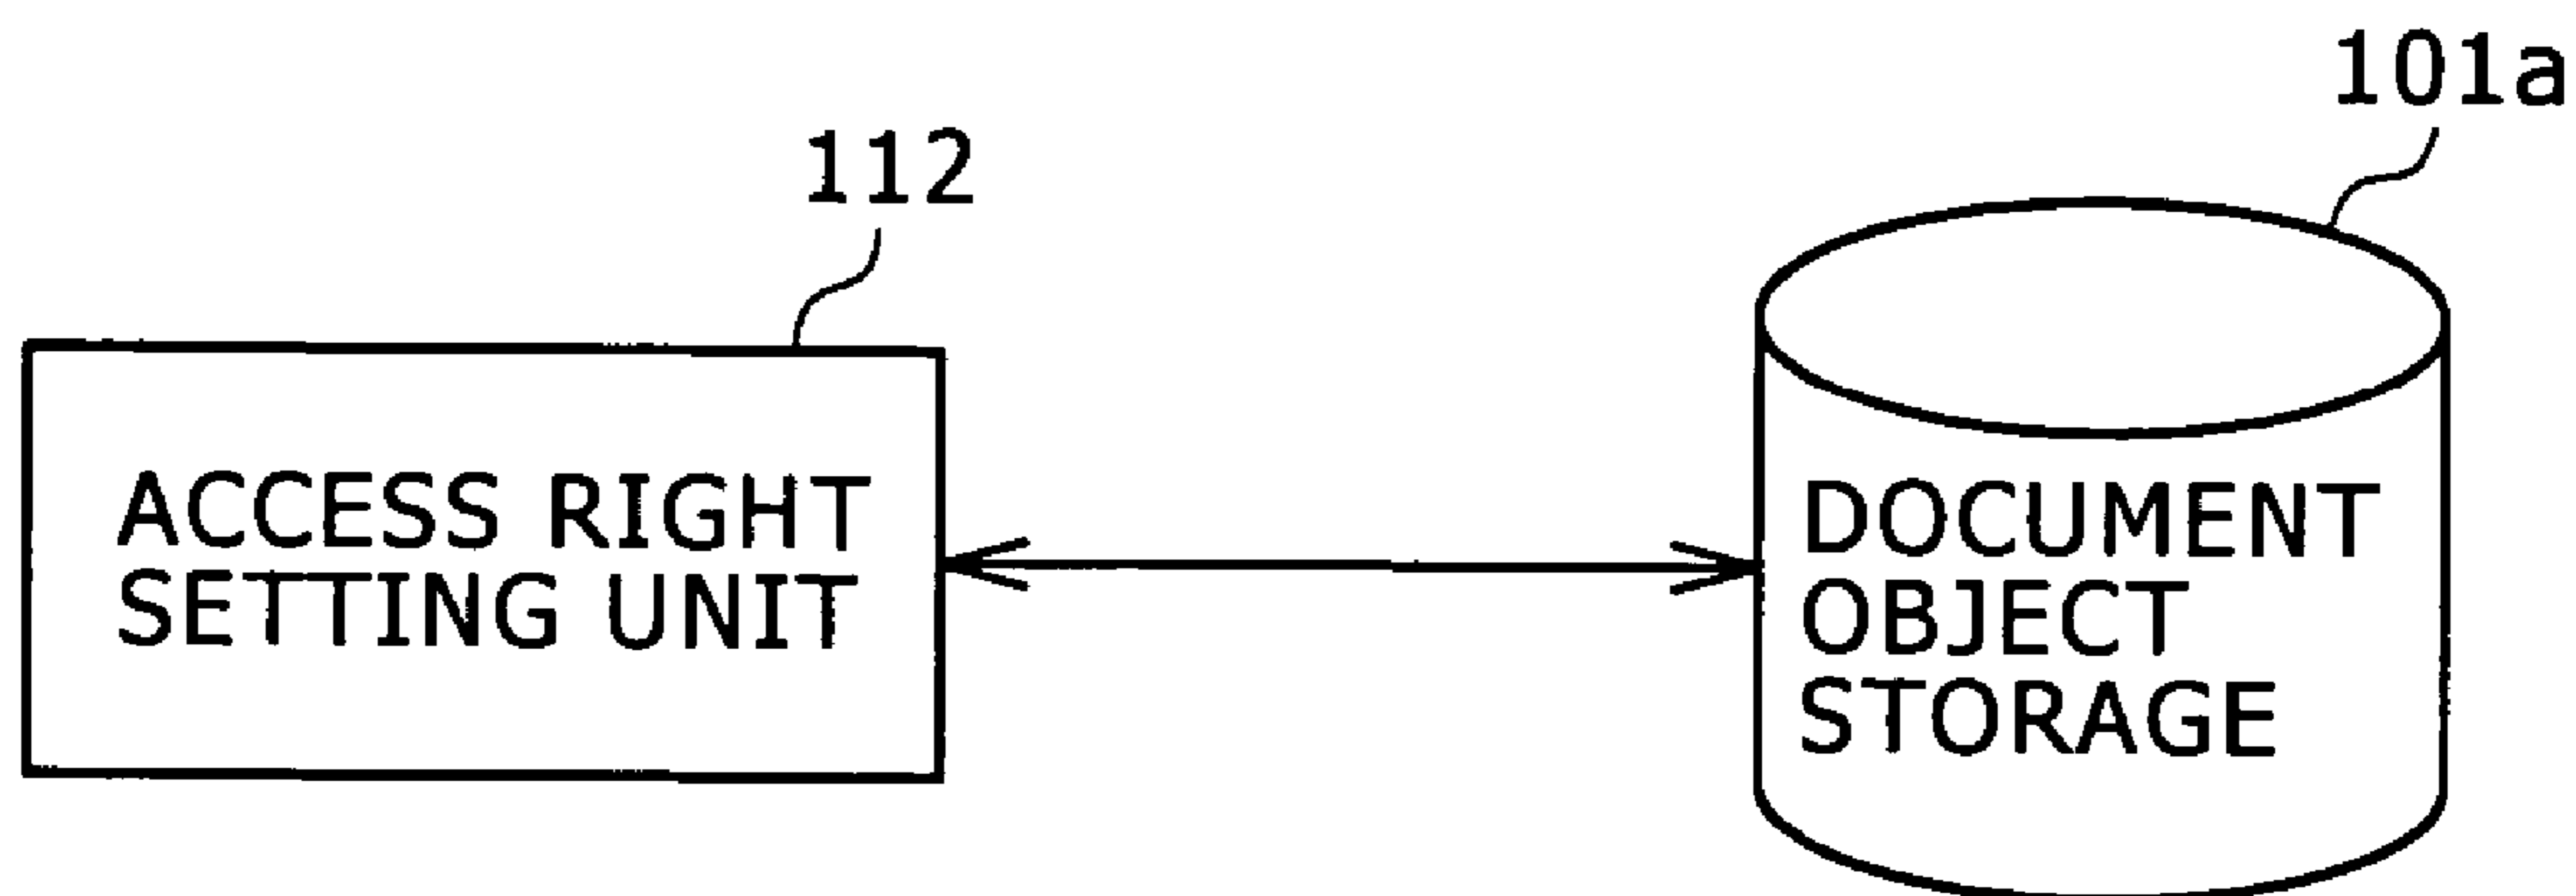 101a
112
ACCESS RIGHT
SETTING UNIT
DOCUMENT
OBJECT
STORAGE